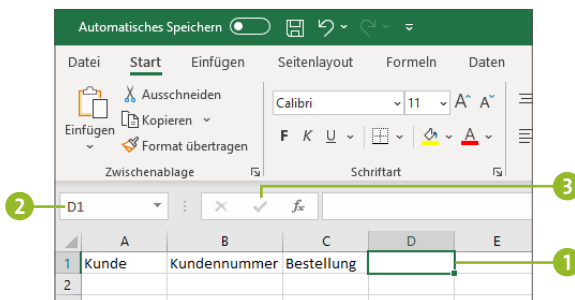 Automatisches Speichern
Datei Start Einfügen Seitenlayout Formeln Daten
Einfügen
Ausschneiden
Kopieren
Format übertragen
Zwischenablage
Calibri 11 A A
F K U A
Schriftart
3
2
D1 fx
A B C D E
1 Kunde Kundennummer Bestellung 1
2